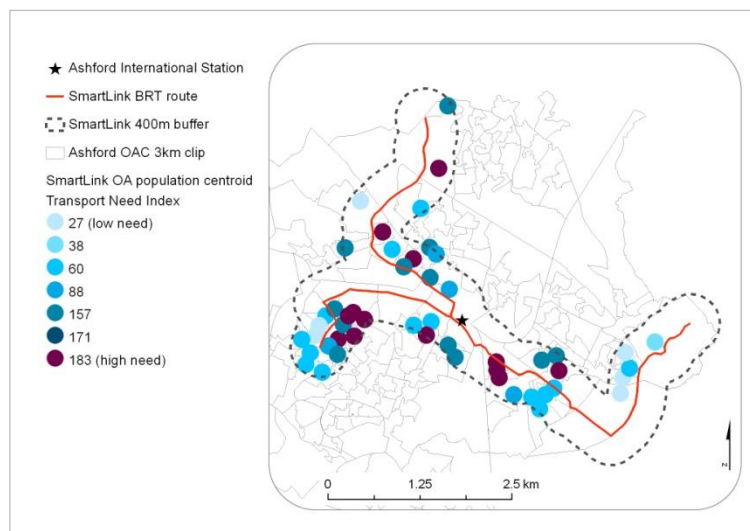 Ashford International Station
SmartLink BRT route
SmartLink 400m buffer
Ashford OAC 3km clip
SmartLink OA population centroid
Transport Need Index
27 (low need)
38
60
88
157
171
183 (high need)
0 1.25 2.5 km
N